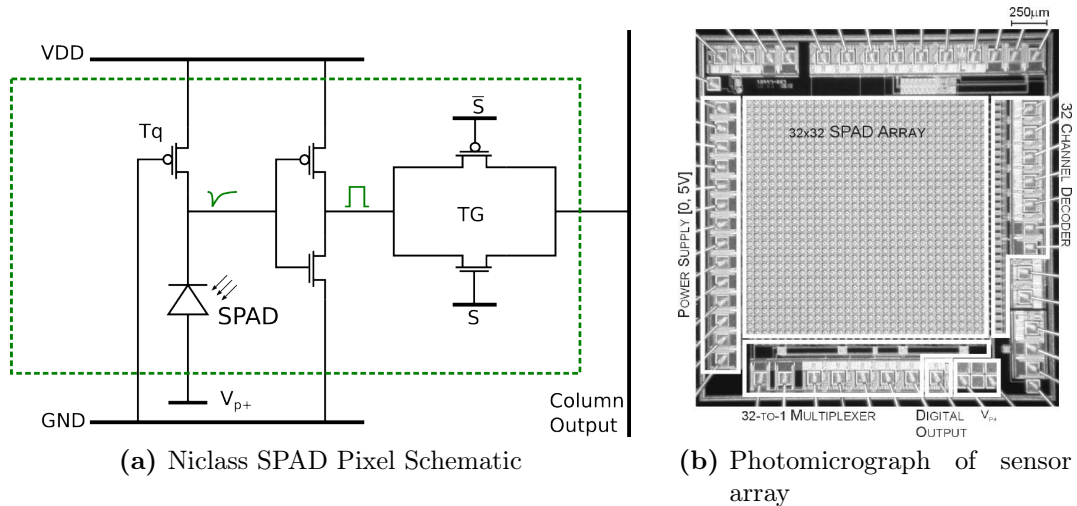 VDD
Tq
S̅
TG
S
SPAD
Vp+
GND
Column
Output
(a) Niclass SPAD Pixel Schematic
250µm
32x32 SPAD ARRAY
POWER SUPPLY [0, 5V]
32 CHANNEL DECODER
32-TO-1 MULTIPLEXER
DIGITAL
OUTPUT
Vp+
(b) Photomicrograph of sensor
array